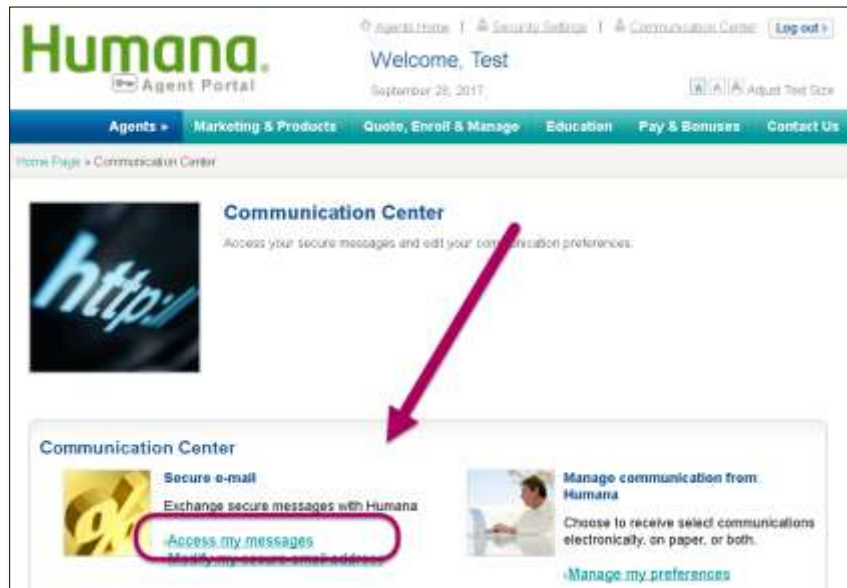 Humana.
Agent Portal
Agents Home | Security Settings | Communication Center Log out »
Welcome, Test
September 28, 2017
A A A Adjust Text Size
Agents » Marketing & Products Quote, Enroll & Manage Education Pay & Bonuses Contact Us
Home Page » Communication Center
http://
Communication Center
Access your secure messages and edit your communication preferences.
Communication Center
%
Secure e-mail
Exchange secure messages with Humana
›Access my messages
›Modify my secure email address
Manage communication from
Humana
Choose to receive select communications
electronically, on paper, or both.
›Manage my preferences